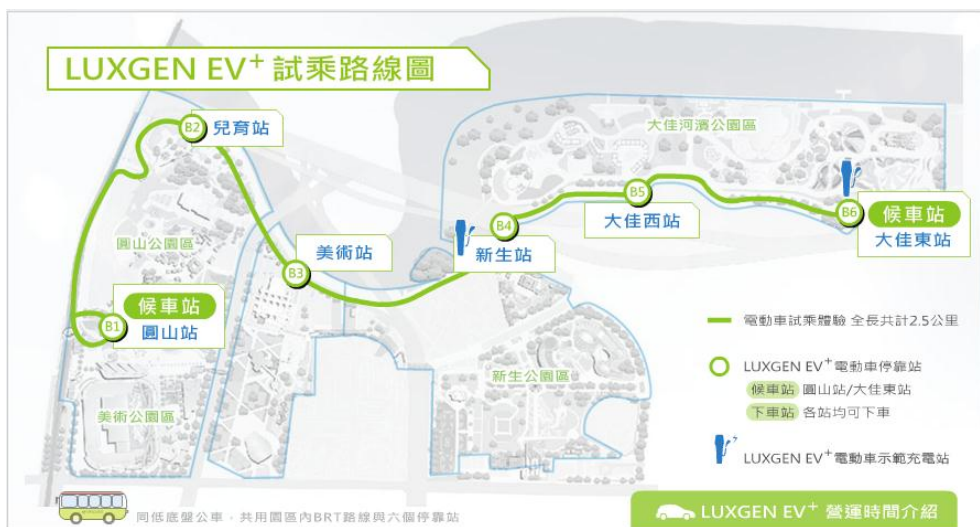 LUXGEN EV+ 試乘路線圖
B2
兒育站
大佳河濱公園區
B6
候車站
大佳東站
B5
大佳西站
B4
新生站
圓山公園區
美術站
B3
候車站
B1
圓山站
電動車試乘體驗 全長共計2.5公里
LUXGEN EV+電動車停靠站
候車站 圓山站/大佳東站
下車站 各站均可下車
新生公園區
美術公園區
LUXGEN EV+電動車示範充電站
同低底盤公車，共用園區內BRT路線與六個停靠站
LUXGEN EV+ 營運時間介紹